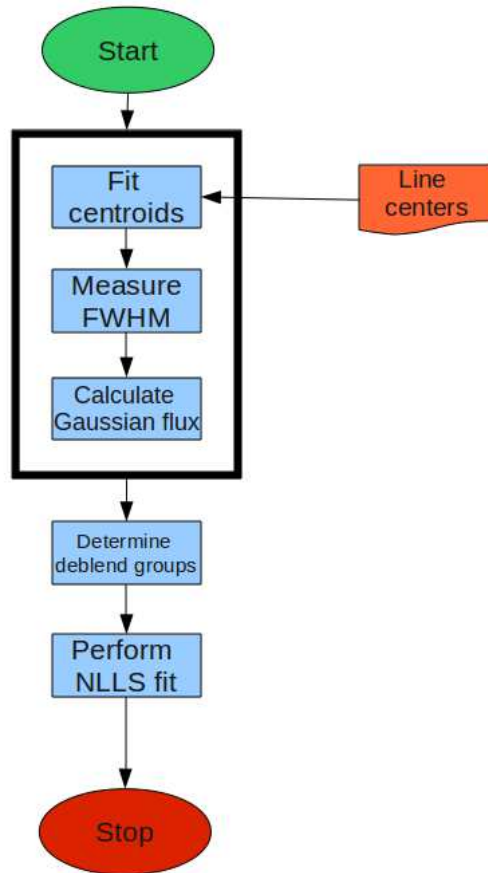 Start
Fit
centroids
Line
centers
Measure
FWHM
Calculate
Gaussian flux
Determine
deblend groups
Perform
NLLS fit
Stop